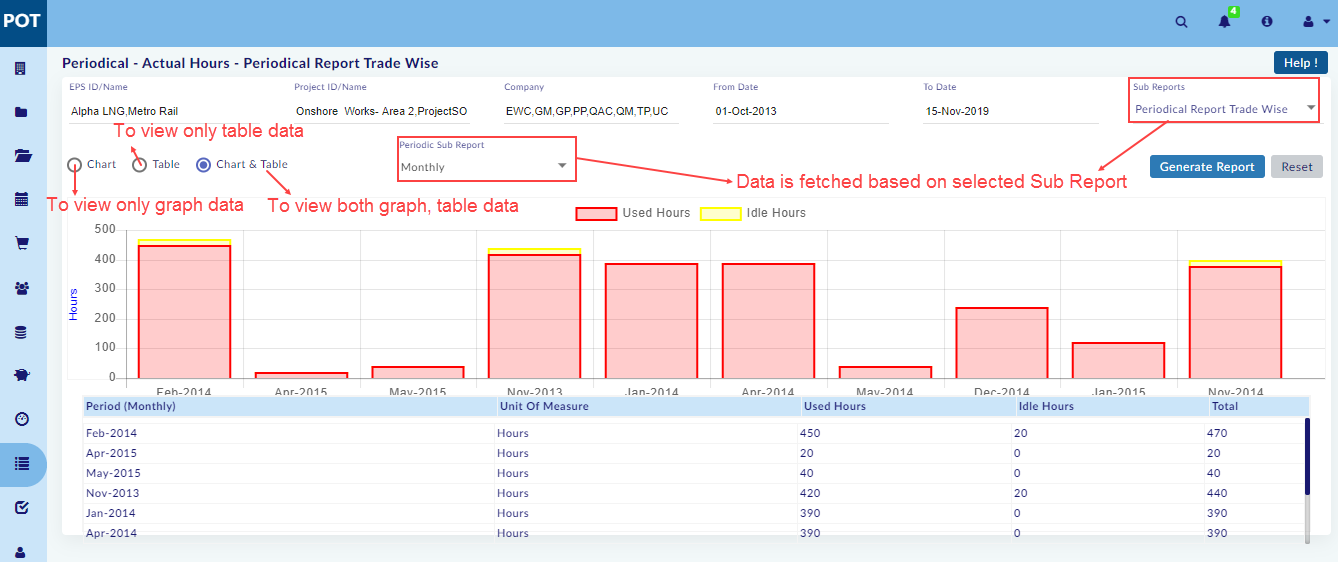 POT
4
Periodical - Actual Hours - Periodical Report Trade Wise
Help !
EPS ID/Name
Project ID/Name
Company
From Date
To Date
Sub Reports
Alpha LNG,Metro Rail
Onshore Works- Area 2,ProjectSO
EWC,GM,GP,PP,QAC,QM,TP,UC
01-Oct-2013
15-Nov-2019
Periodical Report Trade Wise
To view only table data
Periodic Sub Report
Monthly
Chart
Table
Chart & Table
Generate Report
Reset
Data is fetched based on selected Sub Report
To view only graph data
To view both graph, table data
Used Hours
Idle Hours
500
400
300
200
100
0
Hours
Feb-2014
Apr-2015
May-2015
Nov-2013
Jan-2014
Apr-2014
May-2014
Dec-2014
Jan-2015
Nov-2014
Period (Monthly) Unit Of Measure Used Hours Idle Hours Total
Feb-2014 Hours 450 20 470
Apr-2015 Hours 20 0 20
May-2015 Hours 40 0 40
Nov-2013 Hours 420 20 440
Jan-2014 Hours 390 0 390
Apr-2014 Hours 390 0 390